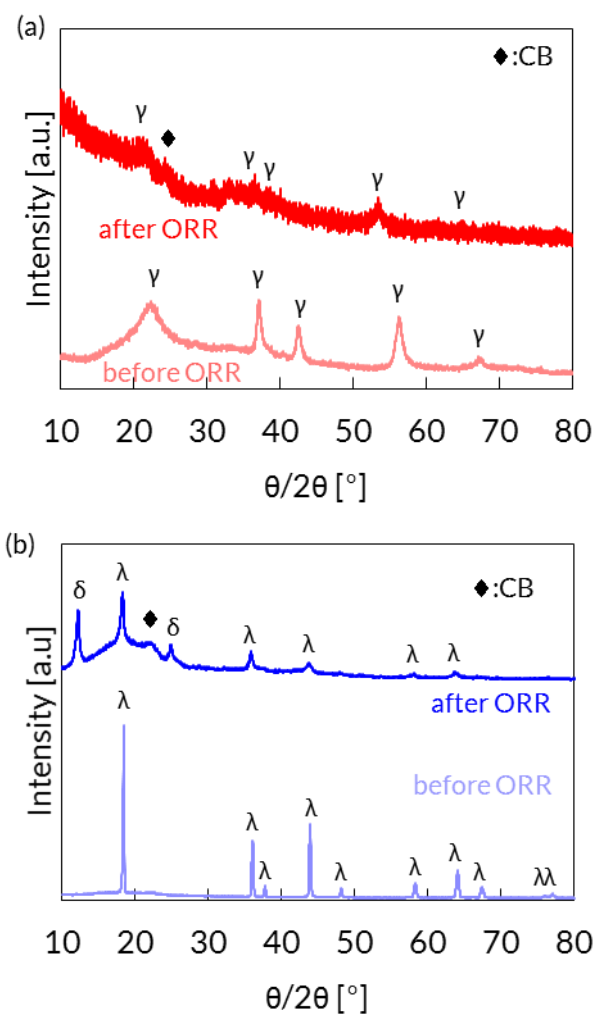 (a)
♦:CB
γ
♦
γ
γ
γ
γ
after ORR
γ
γ
γ
γ
γ
before ORR
Intensity [a.u.]
10 20 30 40 50 60 70 80
θ/2θ [°]
(b)
♦:CB
δ
λ
♦
δ
λ
λ
λ
λ
after ORR
λ
before ORR
λ
λ
λ
λ
λ
λ
λ
λλ
Intensity [a.u]
10 20 30 40 50 60 70 80
θ/2θ [°]